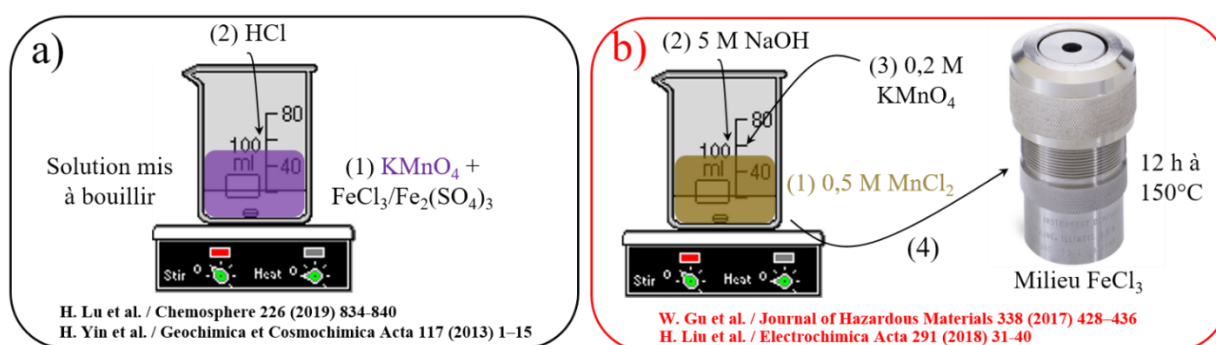 a)
(2) HCl
80
100
ml
40
Solution mis
à bouillir
(1) KMnO₄ +
FeCl₃/Fe₂(SO₄)₃
Stir 0 Heat 0
H. Lu et al. / Chemosphere 226 (2019) 834-840
H. Yin et al. / Geochimica et Cosmochimica Acta 117 (2013) 1–15
b)
(2) 5 M NaOH
(3) 0,2 M
KMnO₄
80
100
ml
40
(1) 0,5 M MnCl₂
12 h à
150°C
(4)
Stir 0 Heat 0
Milieu FeCl₃
W. Gu et al. / Journal of Hazardous Materials 338 (2017) 428–436
H. Liu et al. / Electrochimica Acta 291 (2018) 31-40